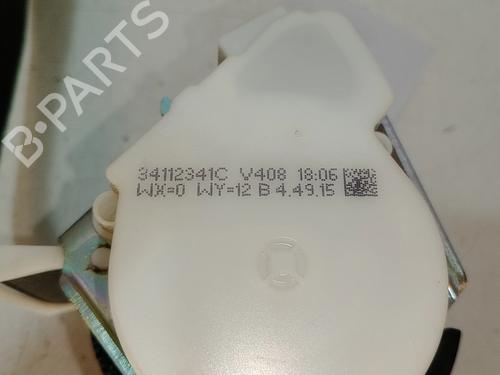 B-PARTS
34112341C V408 18:06
WX=0 WY=12 B 4.49.15